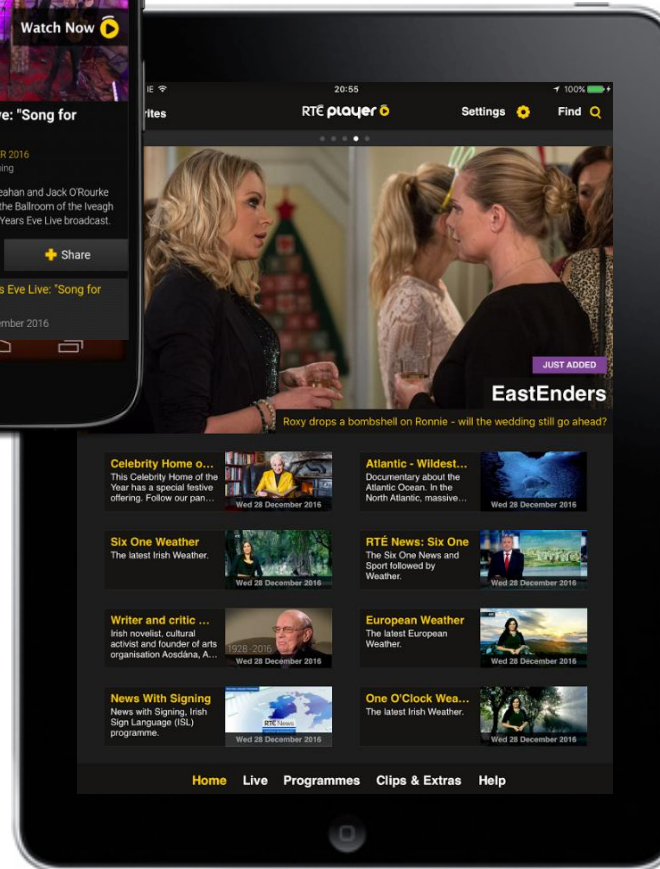 Watch Now
ve: "Song for
R 2016
ning
eahan and Jack O'Rourke
the Ballroom of the Iveagh
Years Eve Live broadcast.
Share
s Eve Live: "Song for
ember 2016
IE
20:55
100%
rites
RTÉ player
Settings
Find
JUST ADDED
EastEnders
Roxy drops a bombshell on Ronnie - will the wedding still go ahead?
Celebrity Home o...
This Celebrity Home of the
Year has a special festive
offering. Follow our pan...
Wed 28 December 2016
Atlantic - Wildest...
Documentary about the
Atlantic Ocean. In the
North Atlantic, massive...
Wed 28 December 2016
Six One Weather
The latest Irish Weather.
Wed 28 December 2016
RTÉ News: Six One
The Six One News and
Sport followed by
Weather.
Wed 28 December 2016
Writer and critic ...
Irish novelist, cultural
activist and founder of arts
organisation Aosdána, A...
1928-2016
Wed 28 December 2016
European Weather
The latest European
Weather.
Wed 28 December 2016
News With Signing
News with Signing, Irish
Sign Language (ISL)
programme.
RTÉ News
Wed 28 December 2016
One O'Clock Wea...
The latest Irish Weather.
Wed 28 December 2016
Home Live Programmes Clips & Extras Help